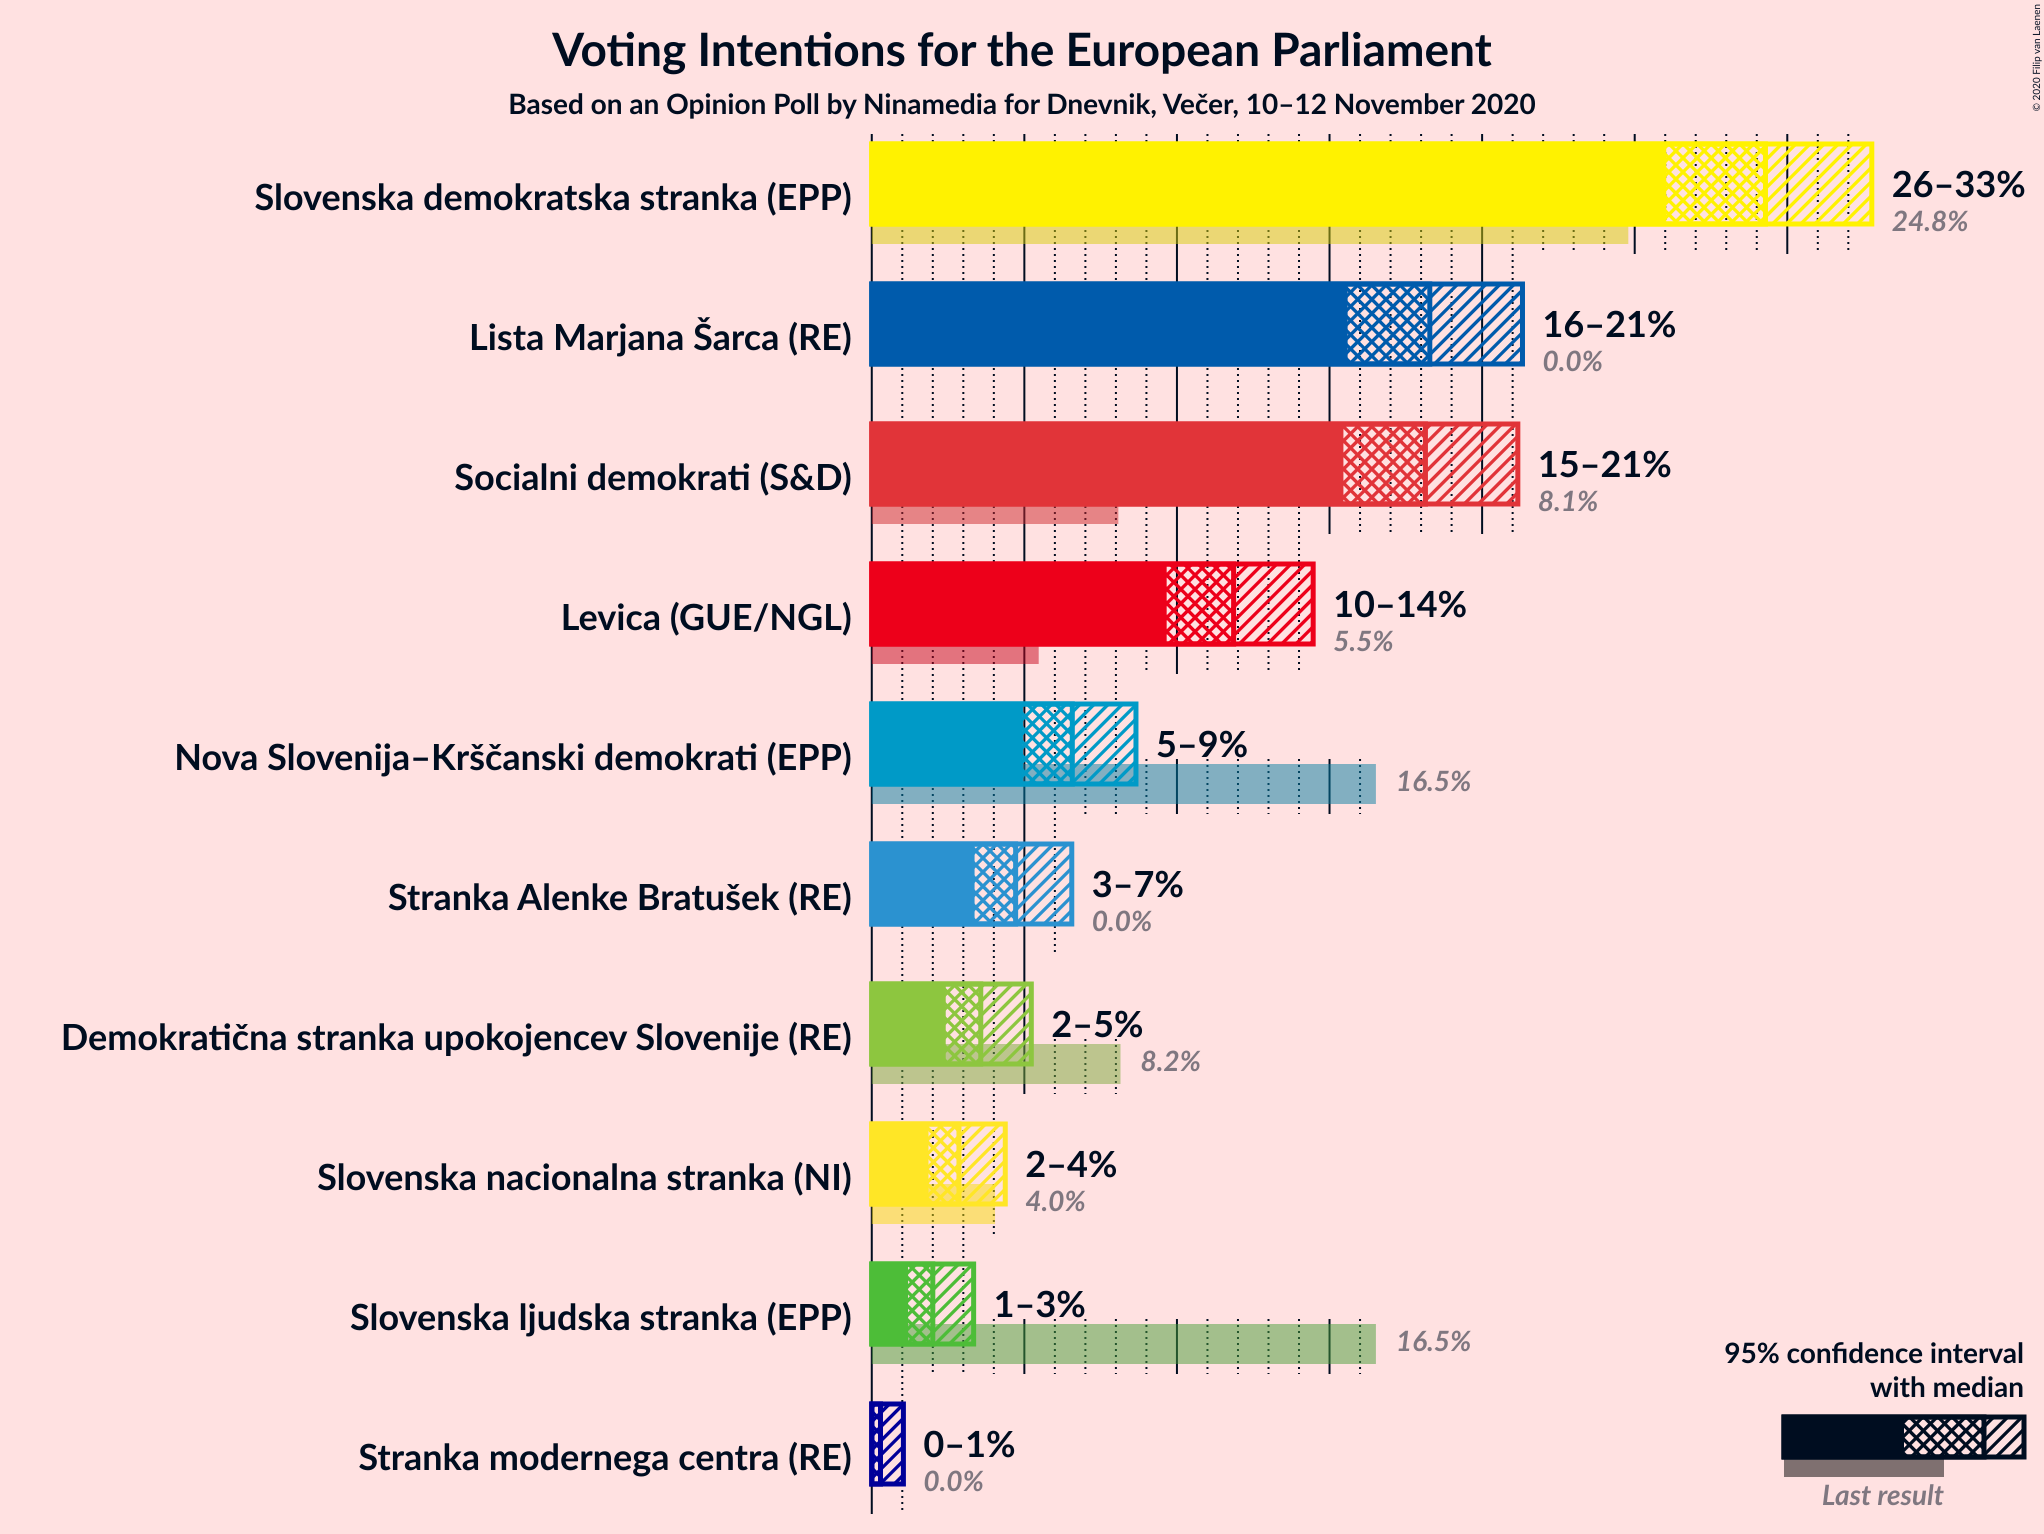 Voting Intentions for the European Parliament
Based on an Opinion Poll by Ninamedia for Dnevnik, Večer, 10–12 November 2020
© 2020 Filip van Laenen
Slovenska demokratska stranka (EPP)
26–33%
24.8%
Lista Marjana Šarca (RE)
16–21%
0.0%
Socialni demokrati (S&D)
15–21%
8.1%
Levica (GUE/NGL)
10–14%
5.5%
Nova Slovenija–Krščanski demokrati (EPP)
5–9%
16.5%
Stranka Alenke Bratušek (RE)
3–7%
0.0%
Demokratična stranka upokojencev Slovenije (RE)
2–5%
8.2%
Slovenska nacionalna stranka (NI)
2–4%
4.0%
Slovenska ljudska stranka (EPP)
1–3%
16.5%
Stranka modernega centra (RE)
0–1%
0.0%
95% confidence interval
with median
Last result